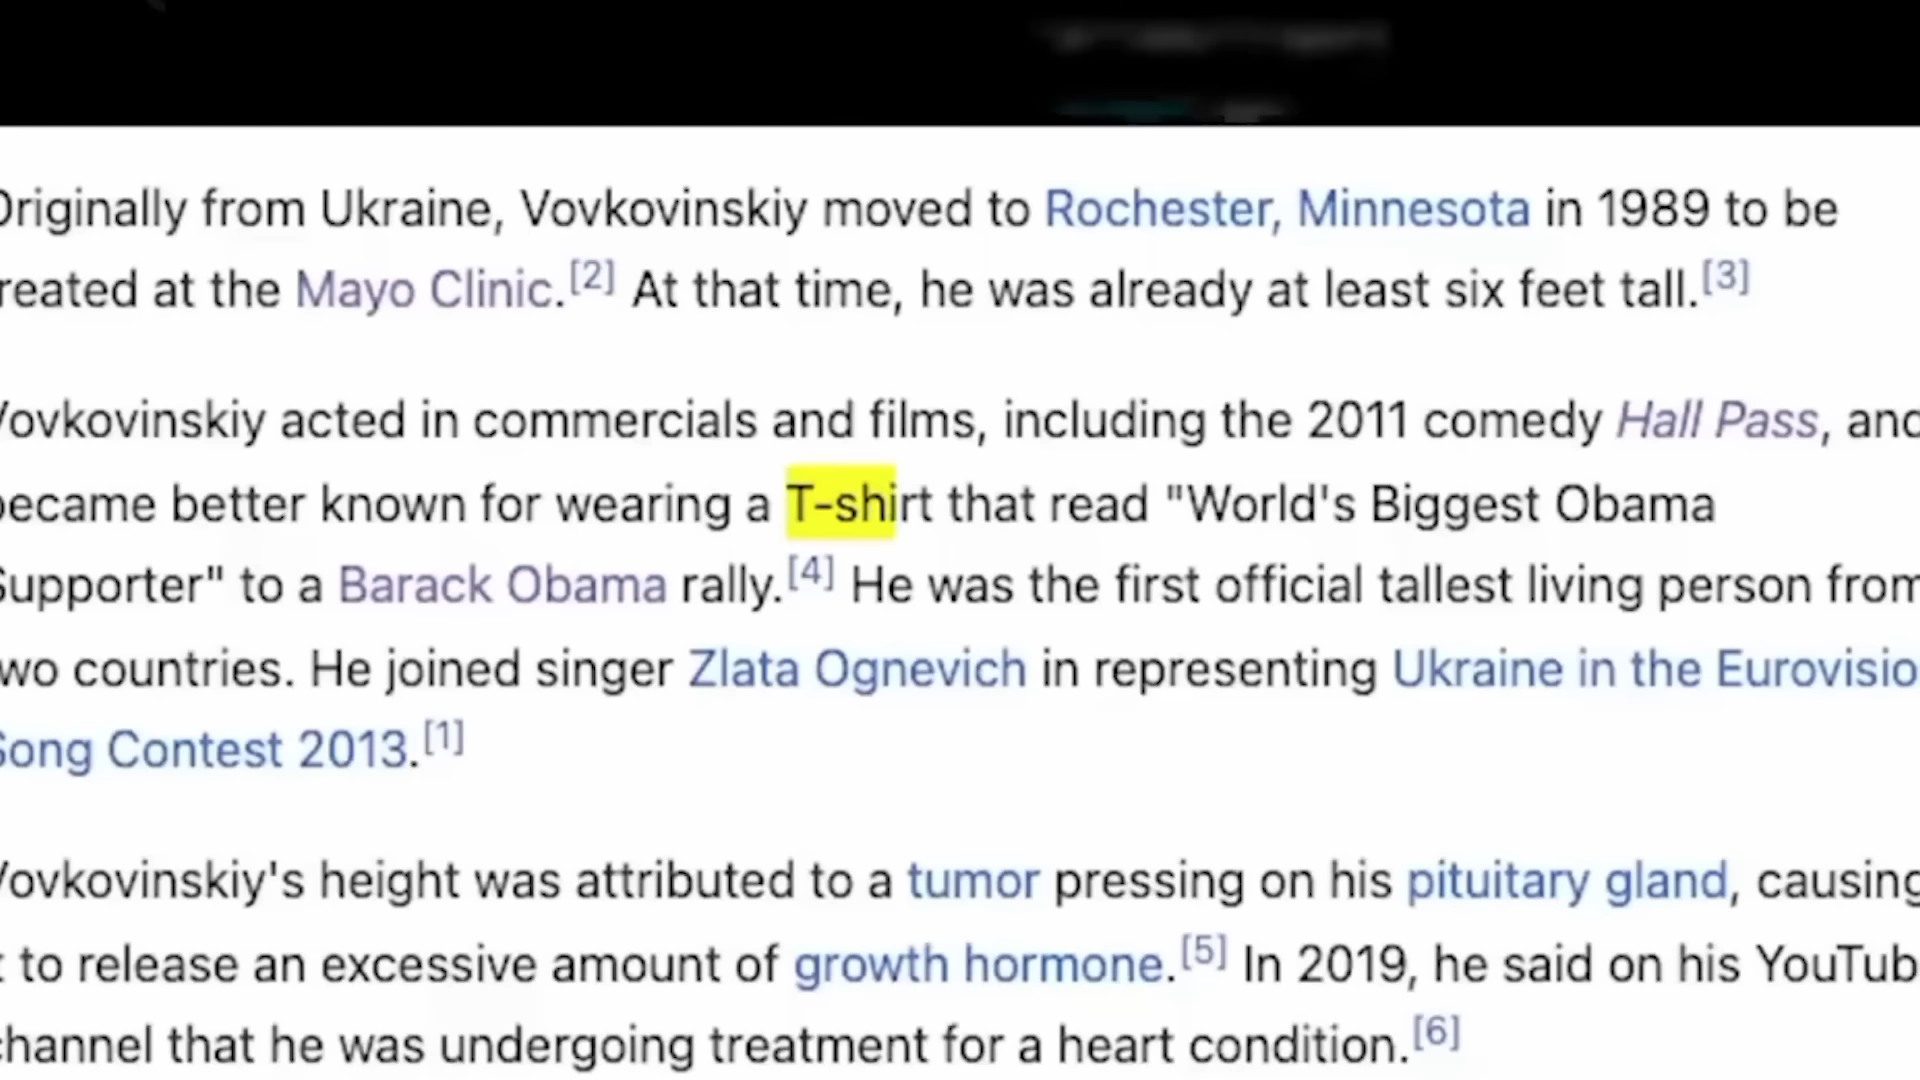 Originally from Ukraine, Vovkovinskiy moved to Rochester, Minnesota in 1989 to be
reated at the Mayo Clinic.[2] At that time, he was already at least six feet tall.[3]
Vovkovinskiy acted in commercials and films, including the 2011 comedy Hall Pass, and
became better known for wearing a T-shirt that read "World's Biggest Obama
Supporter" to a Barack Obama rally.[4] He was the first official tallest living person from
wo countries. He joined singer Zlata Ognevich in representing Ukraine in the Eurovisio
Song Contest 2013.[1]
Vovkovinskiy's height was attributed to a tumor pressing on his pituitary gland, causing
t to release an excessive amount of growth hormone.[5] In 2019, he said on his YouTub
channel that he was undergoing treatment for a heart condition.[6]